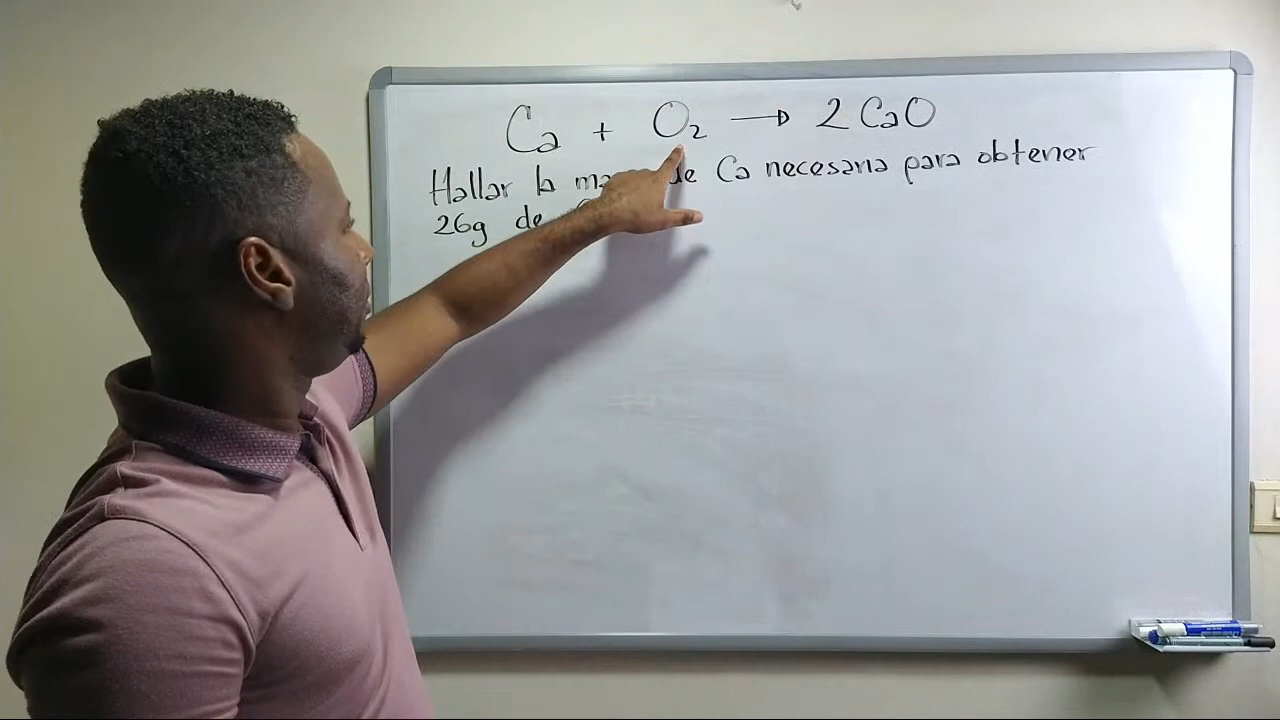 Ca + O₂ → 2 CaO
Hallar la de Ca necesaria para obtener
26g de